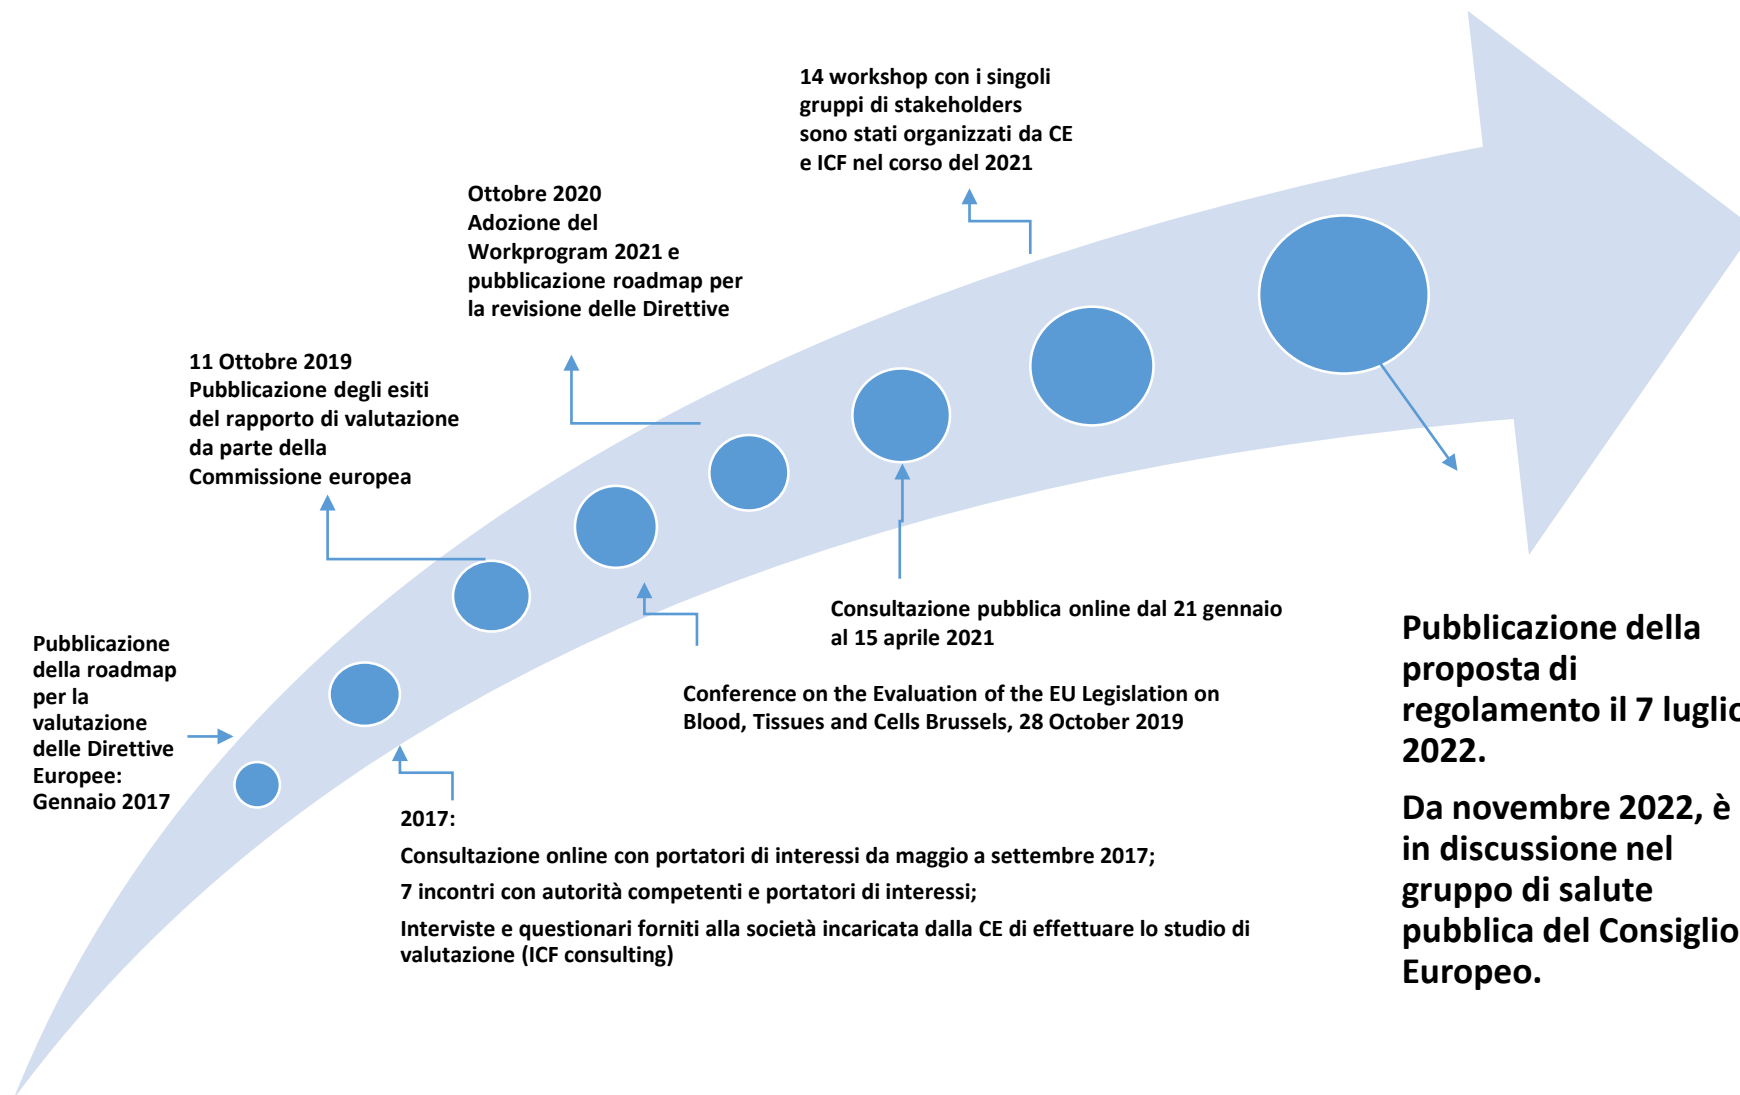 14 workshop con i singoli
gruppi di stakeholders
sono stati organizzati da CE
e ICF nel corso del 2021
Ottobre 2020
Adozione del
Workprogram 2021 e
pubblicazione roadmap per
la revisione delle Direttive
11 Ottobre 2019
Pubblicazione degli esiti
del rapporto di valutazione
da parte della
Commissione europea
Pubblicazione
della roadmap
per la
valutazione
delle Direttive
Europee:
Gennaio 2017
Consultazione pubblica online dal 21 gennaio
al 15 aprile 2021
Conference on the Evaluation of the EU Legislation on
Blood, Tissues and Cells Brussels, 28 October 2019
2017:
Consultazione online con portatori di interessi da maggio a settembre 2017;
7 incontri con autorità competenti e portatori di interessi;
Interviste e questionari forniti alla società incaricata dalla CE di effettuare lo studio di
valutazione (ICF consulting)
Pubblicazione della
proposta di
regolamento il 7 luglio
2022.
Da novembre 2022, è
in discussione nel
gruppo di salute
pubblica del Consiglio
Europeo.